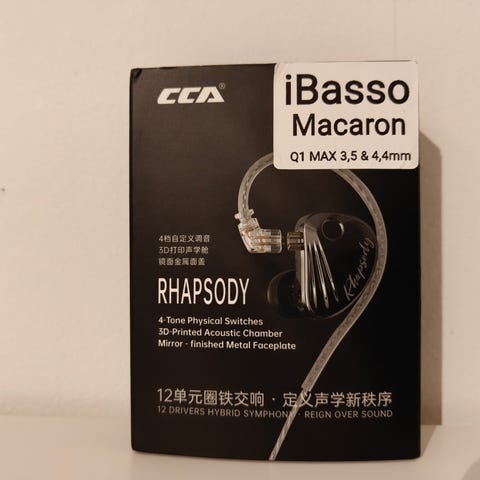 CCA®
iBasso
Macaron
Q1 MAX 3,5 & 4,4mm
4档自定义调音
3D打印声学舱
镜面金属面盖
Rhapsody
RHAPSODY
4-Tone Physical Switches
3D-Printed Acoustic Chamber
Mirror - finished Metal Faceplate
12单元圈铁交响 · 定义声学新秩序
12 DRIVERS HYBRID SYMPHONY · REIGN OVER SOUND